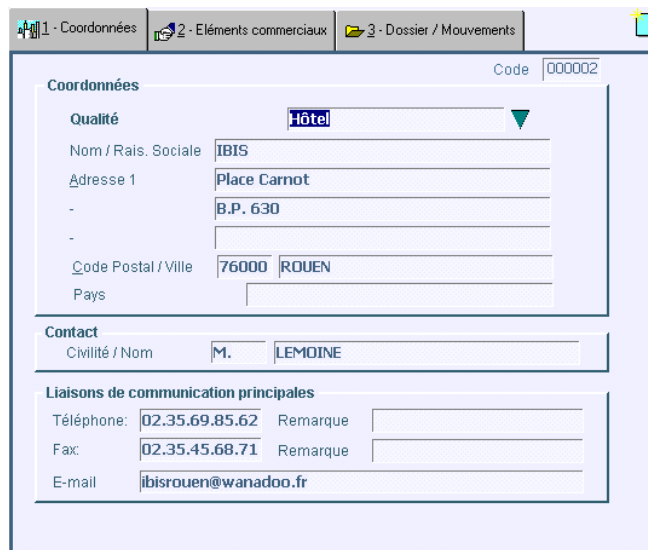 1 - Coordonnées 2 - Eléments commerciaux 3 - Dossier / Mouvements
Code 000002
Coordonnées
Qualité Hôtel
Nom / Rais. Sociale IBIS
Adresse 1 Place Carnot
- B.P. 630
-
Code Postal / Ville 76000 ROUEN
Pays
Contact
Civilité / Nom M. LEMOINE
Liaisons de communication principales
Téléphone: 02.35.69.85.62 Remarque
Fax: 02.35.45.68.71 Remarque
E-mail ibisrouen@wanadoo.fr